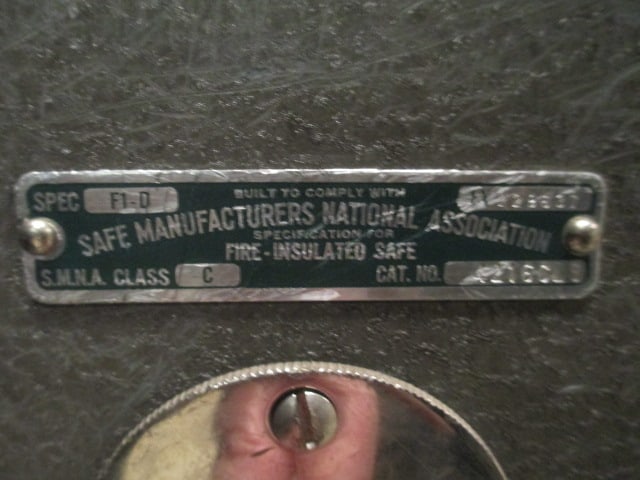 SPEC F1-D BUILT TO COMPLY WITH
SAFE MANUFACTURERS NATIONAL ASSOCIATION
SPECIFICATION FOR
FIRE-INSULATED SAFE
S.M.N.A. CLASS C CAT. NO.